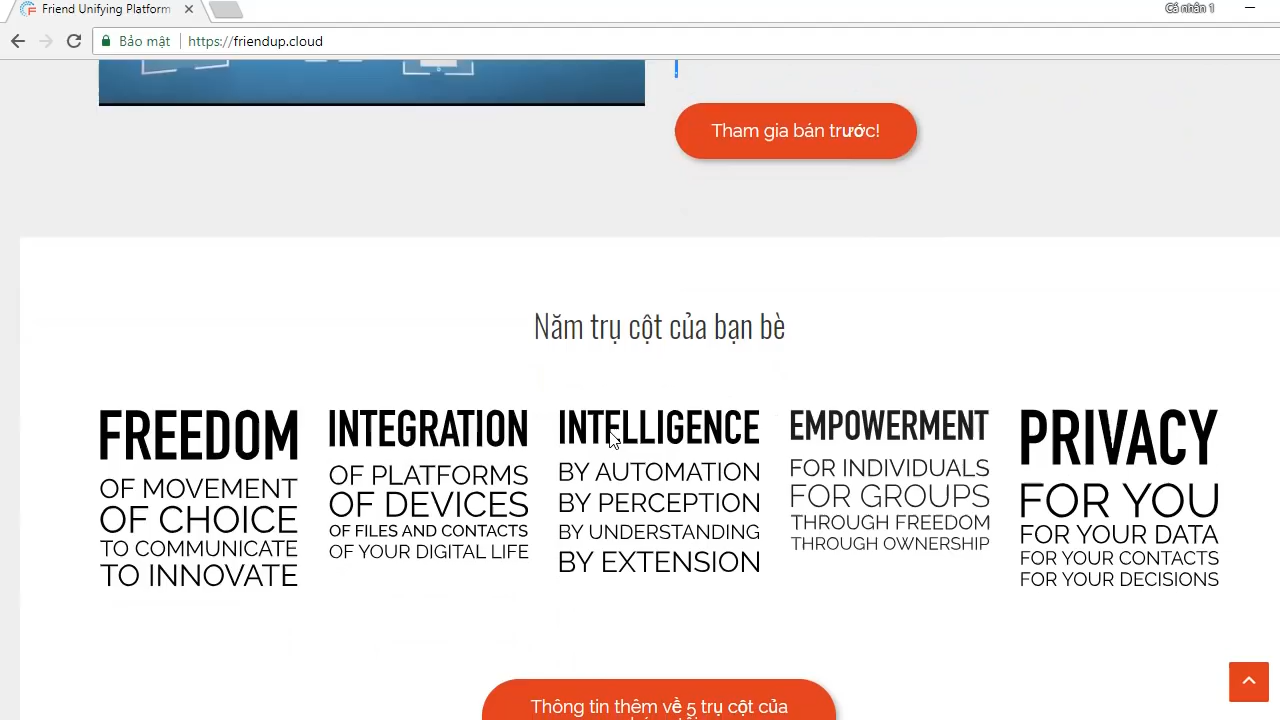 Friend Unifying Platform
Cá nhân 1
Bảo mật
https://friendup.cloud
Tham gia bán trước!
Năm trụ cột của bạn bè
FREEDOM
OF MOVEMENT
OF CHOICE
TO COMMUNICATE
TO INNOVATE
INTEGRATION
OF PLATFORMS
OF DEVICES
OF FILES AND CONTACTS
OF YOUR DIGITAL LIFE
INTELLIGENCE
BY AUTOMATION
BY PERCEPTION
BY UNDERSTANDING
BY EXTENSION
EMPOWERMENT
FOR INDIVIDUALS
FOR GROUPS
THROUGH FREEDOM
THROUGH OWNERSHIP
PRIVACY
FOR YOU
FOR YOUR DATA
FOR YOUR CONTACTS
FOR YOUR DECISIONS
Thông tin thêm về 5 trụ cột của